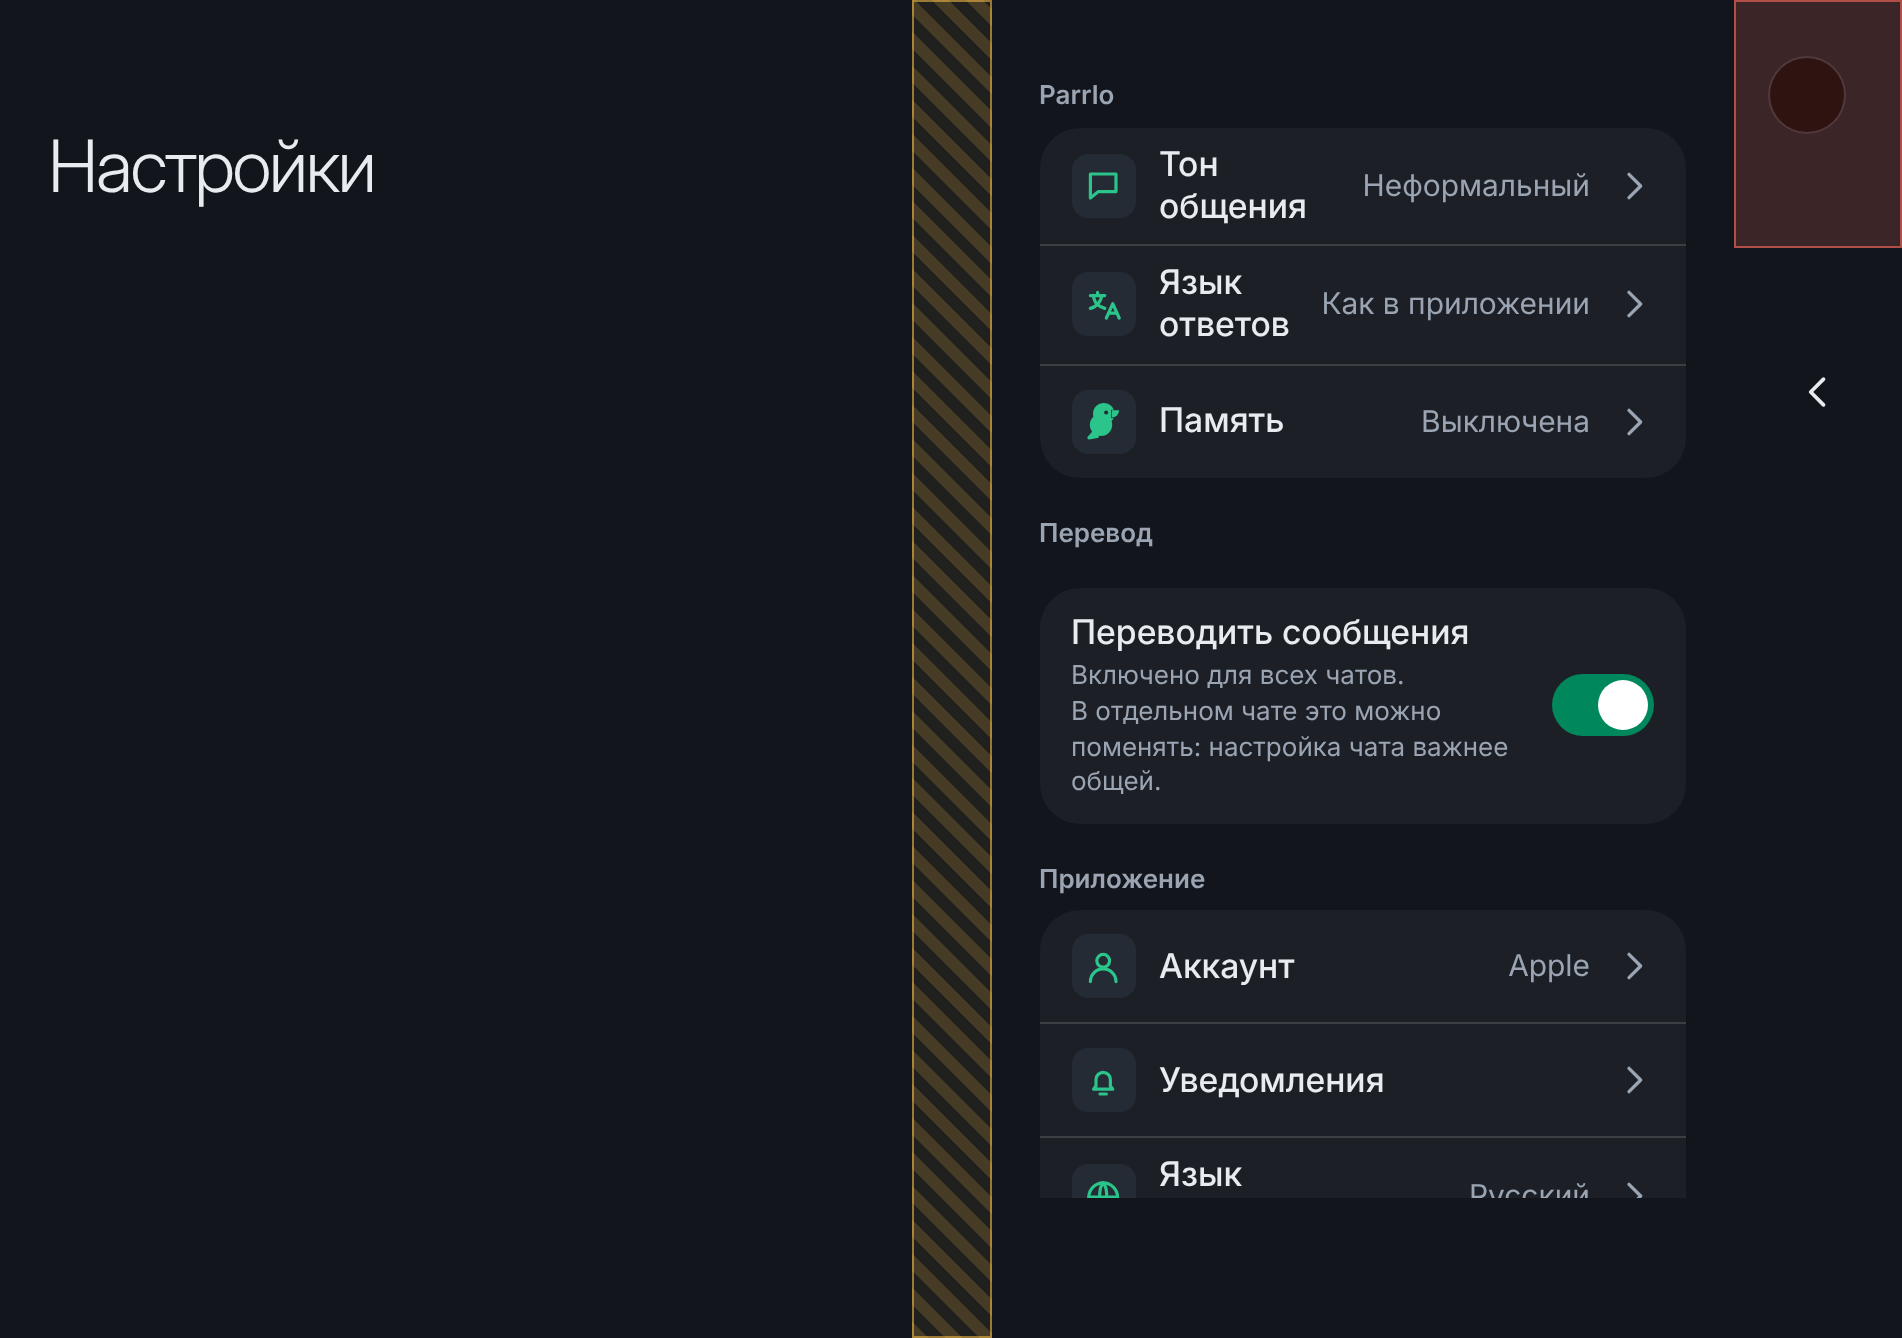 Настройки
Parrlo
Тон
общения
Неформальный
Язык
ответов
Как в приложении
Память
Выключена
Перевод
Переводить сообщения
Включено для всех чатов.
В отдельном чате это можно
поменять: настройка чата важнее
общей.
Приложение
Аккаунт
Apple
Уведомления
Язык
Русский